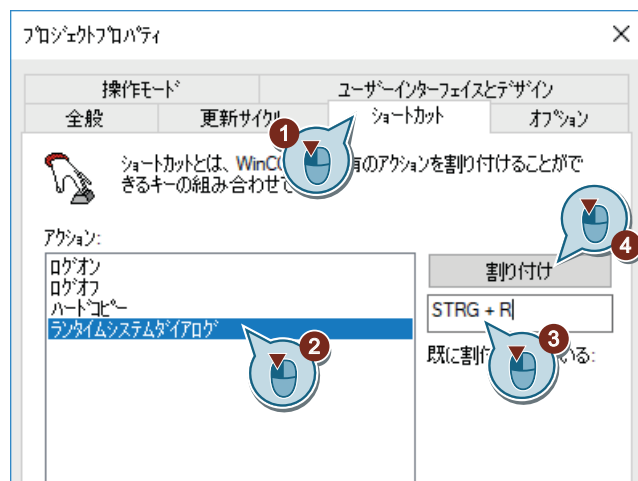 プロジェクトプロパティ
操作モード ユーザーインターフェイスとデザイン
全般 更新サイクル ショートカット オプション
1
ショートカットとは、WinCC 有のアクションを割り付けることがで
きるキーの組み合わせで
4
アクション:
割り付け
ログオン
ログオフ
ハードコピー
STRG + R
ランタイムシステムダイアログ
2
3
既に割 いる: